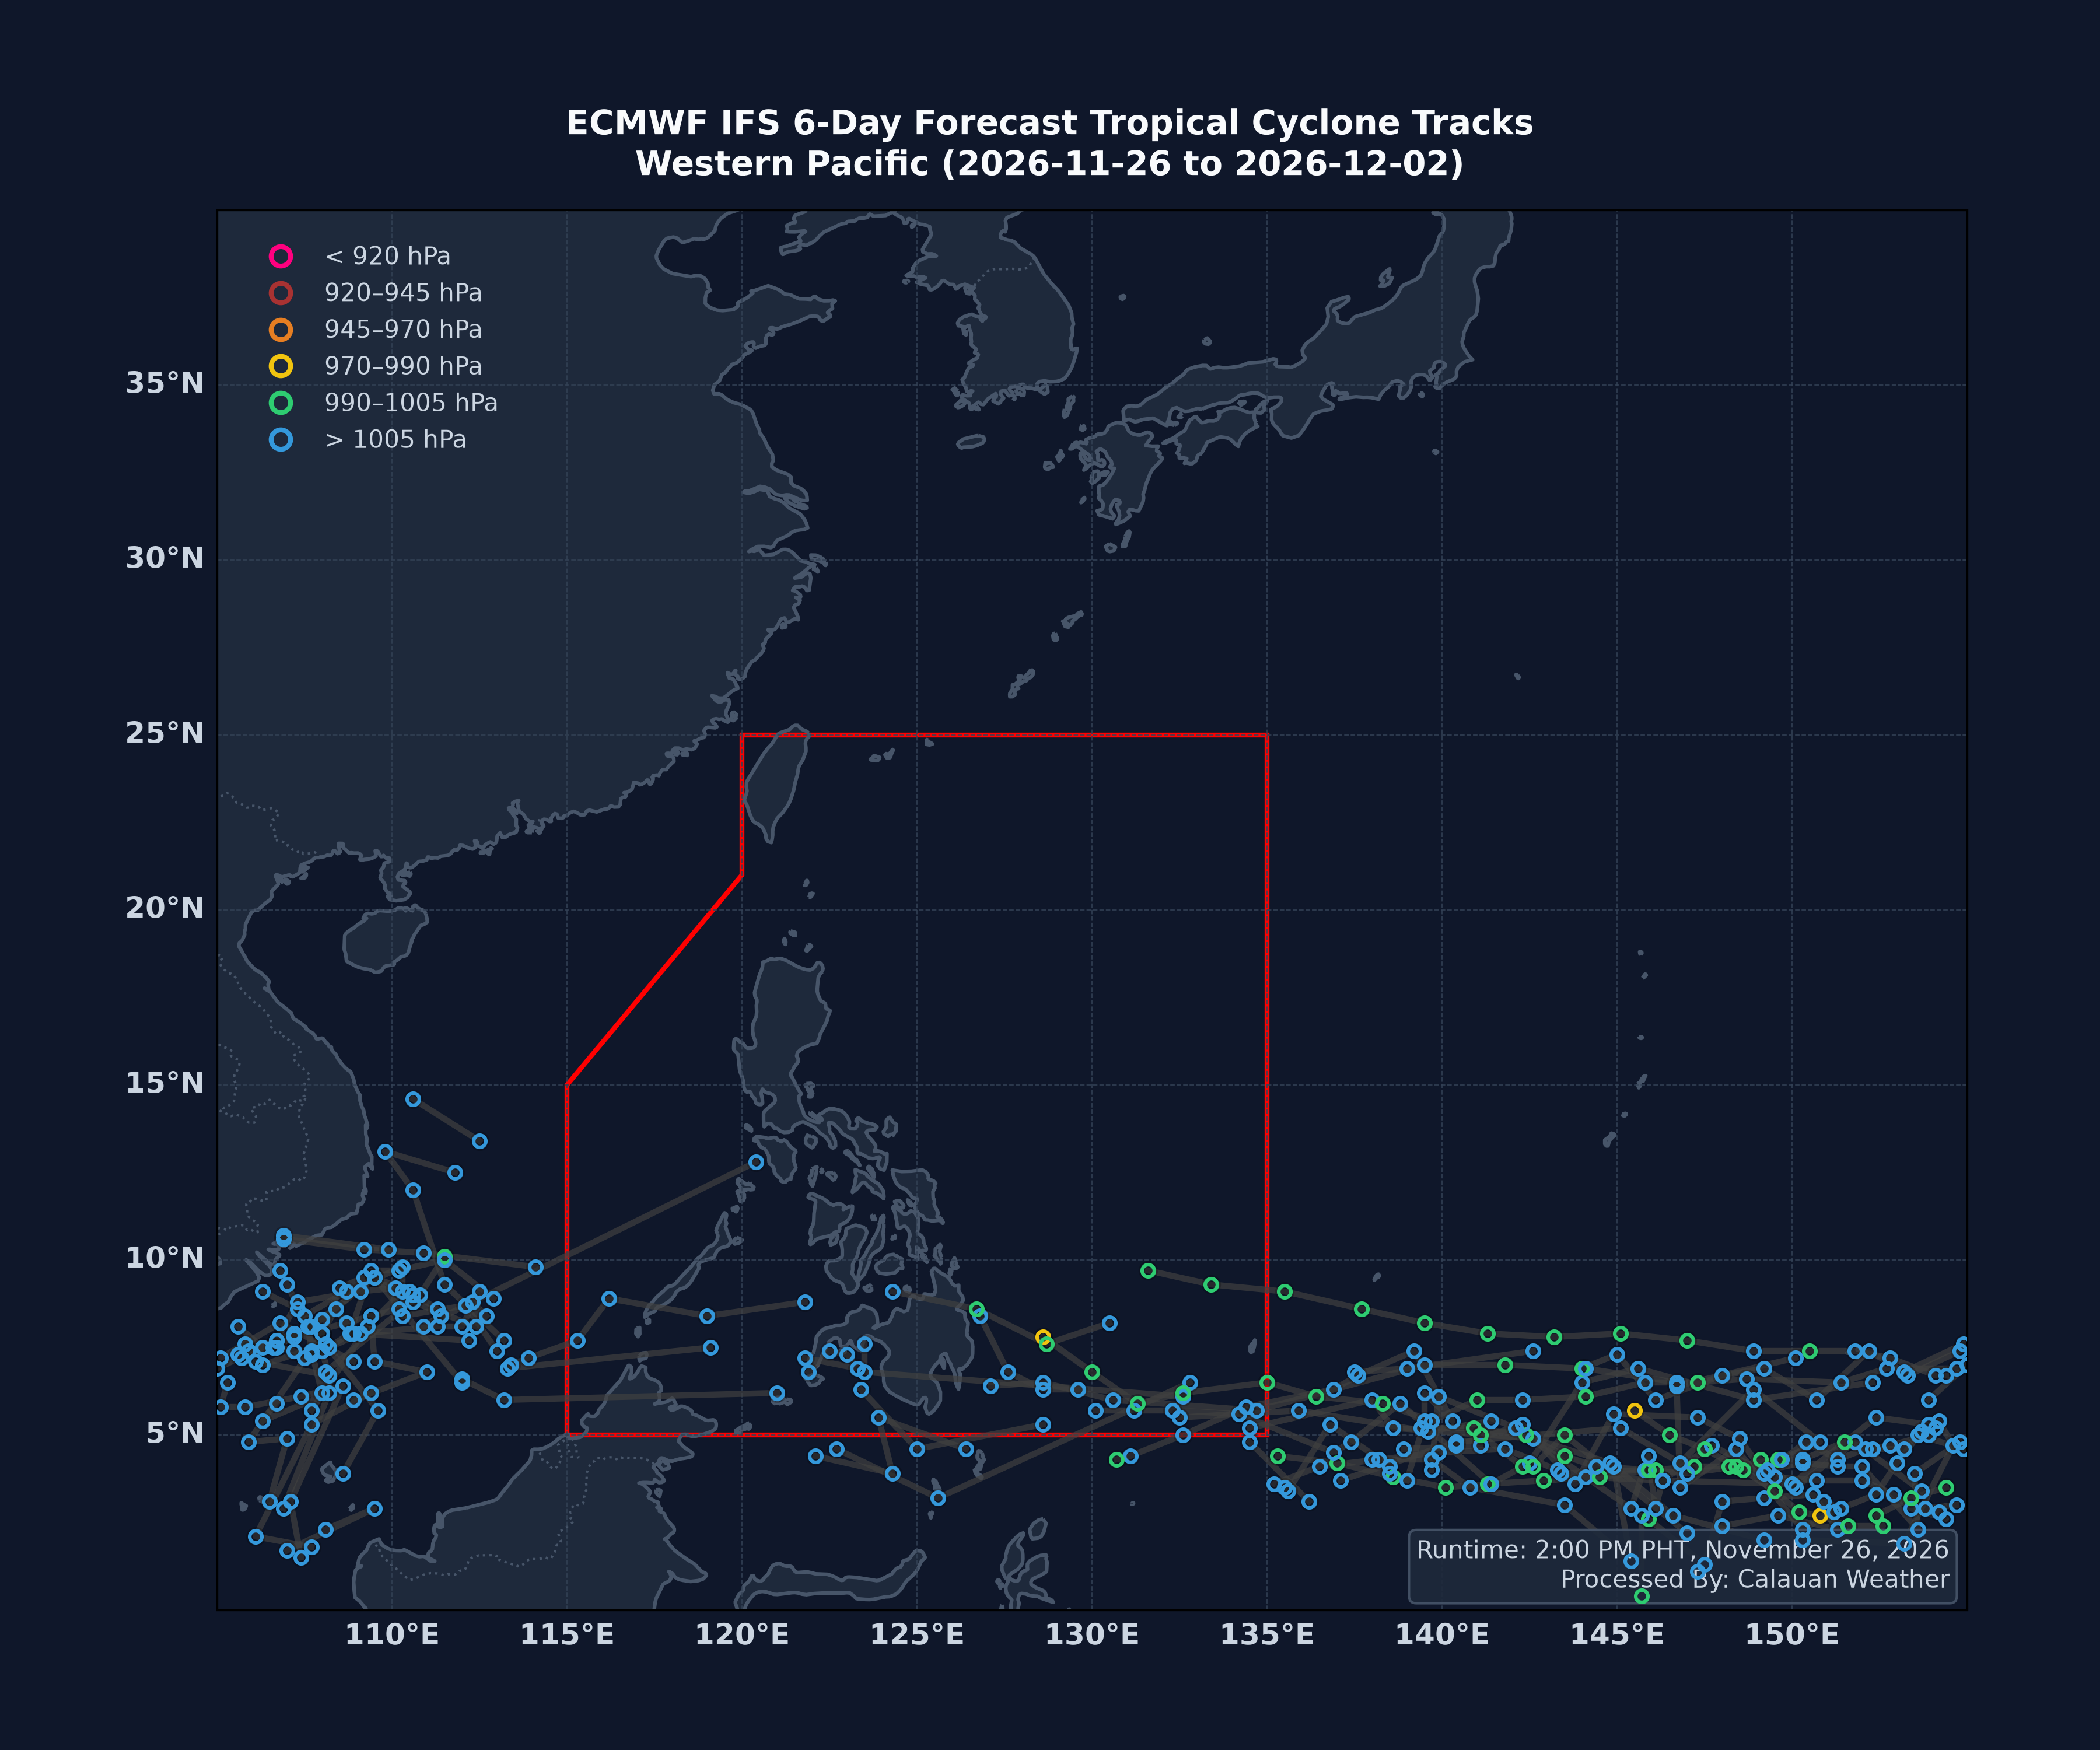 ECMWF IFS 6-Day Forecast Tropical Cyclone Tracks
Western Pacific (2026-11-26 to 2026-12-02)
< 920 hPa
920–945 hPa
945–970 hPa
970–990 hPa
990–1005 hPa
> 1005 hPa
35°N
30°N
25°N
20°N
15°N
10°N
5°N
Runtime: 2:00 PM PHT, November 26, 2026
Processed By: Calauan Weather
110°E 115°E 120°E 125°E 130°E 135°E 140°E 145°E 150°E